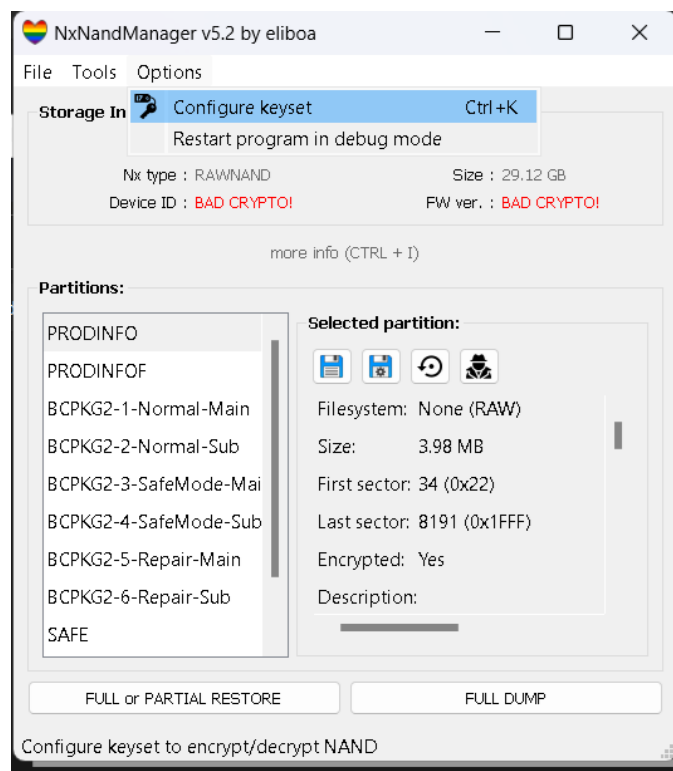 NxNandManager v5.2 by eliboa
File Tools Options
Storage In
Configure keyset Ctrl+K
Restart program in debug mode
Nx type : RAWNAND Size : 29.12 GB
Device ID : BAD CRYPTO! FW ver. : BAD CRYPTO!
more info (CTRL + I)
Partitions:
PRODINFO
PRODINFOF
BCPKG2-1-Normal-Main
BCPKG2-2-Normal-Sub
BCPKG2-3-SafeMode-Mai
BCPKG2-4-SafeMode-Sub
BCPKG2-5-Repair-Main
BCPKG2-6-Repair-Sub
SAFE
Selected partition:
Filesystem: None (RAW)
Size: 3.98 MB
First sector: 34 (0x22)
Last sector: 8191 (0x1FFF)
Encrypted: Yes
Description:
FULL or PARTIAL RESTORE
FULL DUMP
Configure keyset to encrypt/decrypt NAND